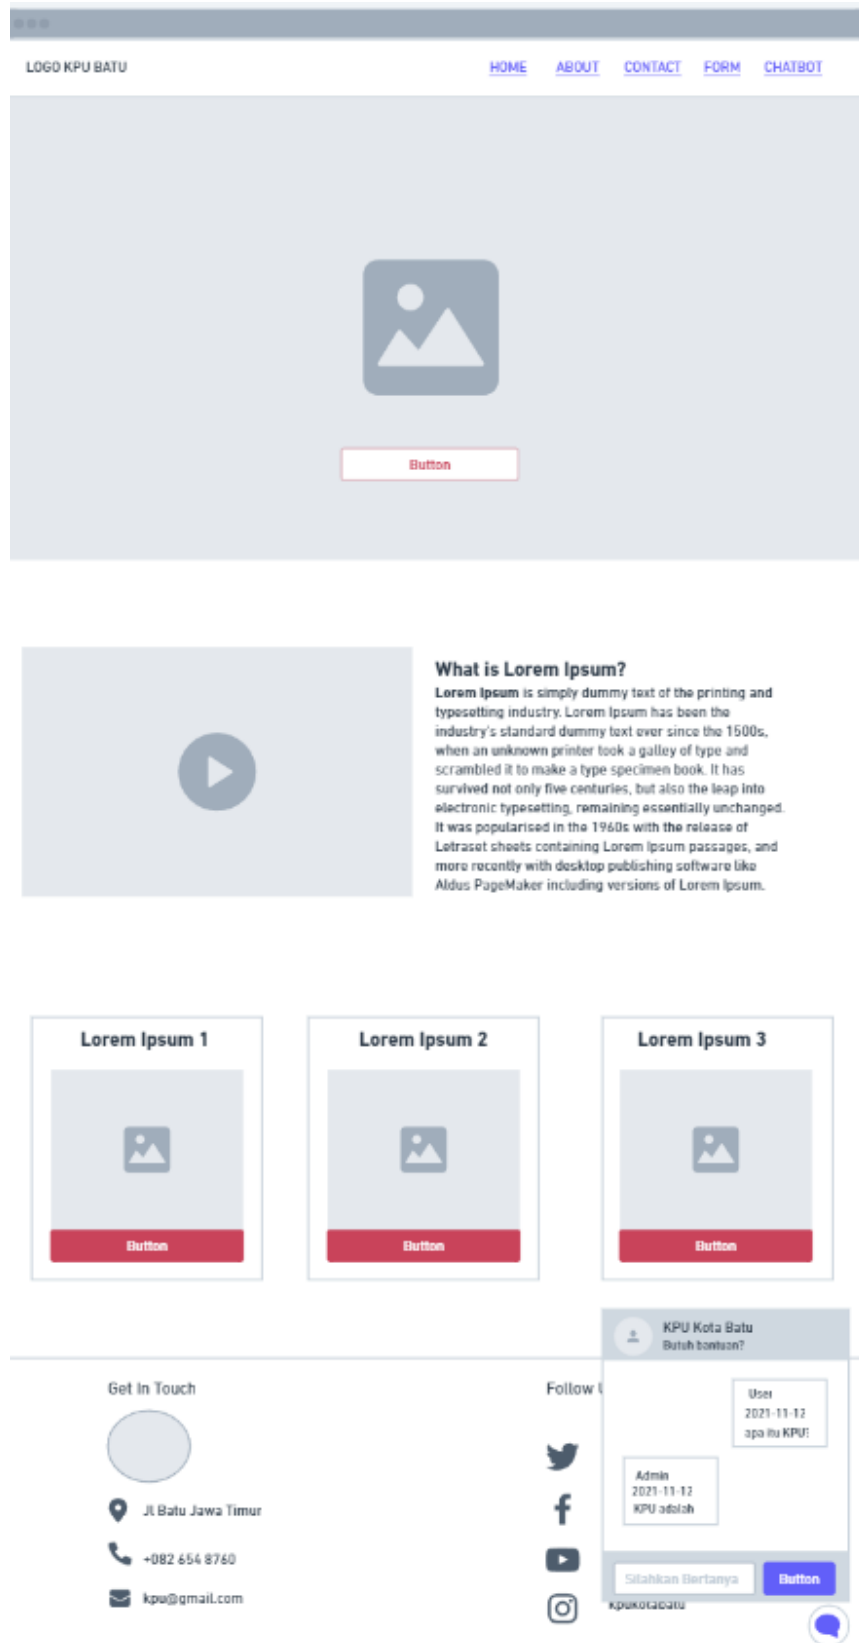 LOGO KPU BATU
HOME ABOUT CONTACT FORM CHATBOT
Button
What is Lorem Ipsum?
Lorem Ipsum is simply dummy text of the printing and
typesetting industry. Lorem Ipsum has been the
industry's standard dummy text ever since the 1500s,
when an unknown printer took a galley of type and
scrambled it to make a type specimen book. It has
survived not only five centuries, but also the leap into
electronic typesetting, remaining essentially unchanged.
It was popularised in the 1960s with the release of
Letraset sheets containing Lorem Ipsum passages, and
more recently with desktop publishing software like
Aldus PageMaker including versions of Lorem Ipsum.
Lorem Ipsum 1
Button
Lorem Ipsum 2
Button
Lorem Ipsum 3
Button
Get In Touch
Jl Batu Jawa Timur
+082 654 8760
kpu@gmail.com
Follow
kpukotabatu
KPU Kota Batu
Butuh bantuan?
User
2021-11-12
apa itu KPU?
Admin
2021-11-12
KPU adalah
Silahkan Bertanya
Button